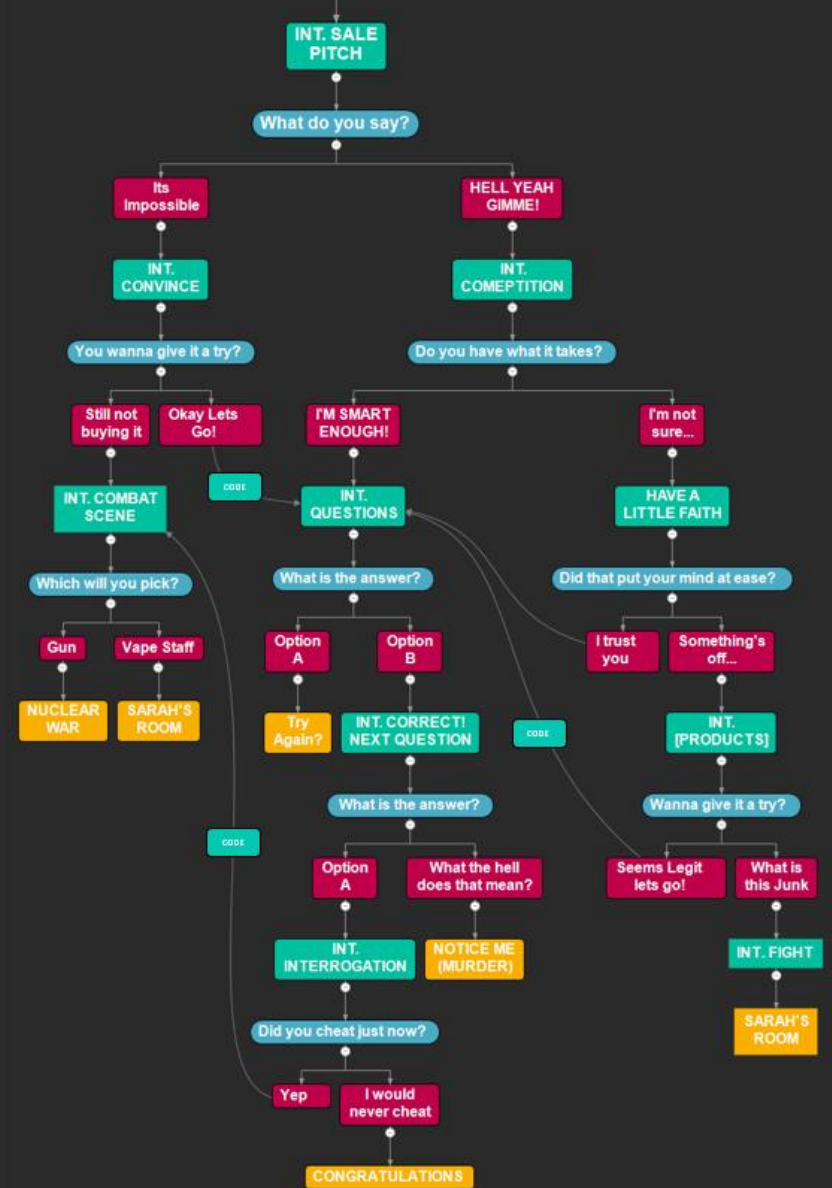 INT. SALE
PITCH
What do you say?
Its
Impossible
HELL YEAH
GIMME!
INT.
CONVINCE
INT.
COMEPTITION
You wanna give it a try?
Do you have what it takes?
Still not
buying it
Okay Lets
Go!
I'M SMART
ENOUGH!
I'm not
sure...
CODE
INT. COMBAT
SCENE
INT.
QUESTIONS
HAVE A
LITTLE FAITH
Which will you pick?
What is the answer?
Did that put your mind at ease?
Gun
Vape Staff
Option
A
Option
B
I trust
you
Something's
off...
NUCLEAR
WAR
SARAH'S
ROOM
Try
Again?
INT. CORRECT!
NEXT QUESTION
CODE
INT.
[PRODUCTS]
What is the answer?
Wanna give it a try?
CODE
Option
A
What the hell
does that mean?
Seems Legit
lets go!
What is
this Junk
INT.
INTERROGATION
NOTICE ME
(MURDER)
INT. FIGHT
Did you cheat just now?
SARAH'S
ROOM
Yep
I would
never cheat
CONGRATULATIONS